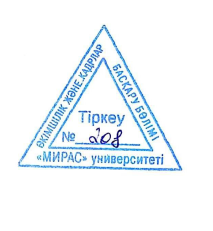 ӘКІМШІЛІК ЖӘНЕ КАДРЛАР
БАСҚАРУ БӨЛІМІ
Тіркеу
№ 208
«МИРАС» университеті